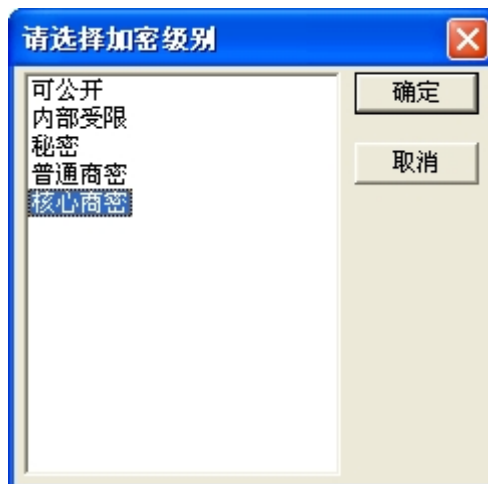 请选择加密级别
可公开
内部受限
秘密
普通商密
核心商密
确定
取消